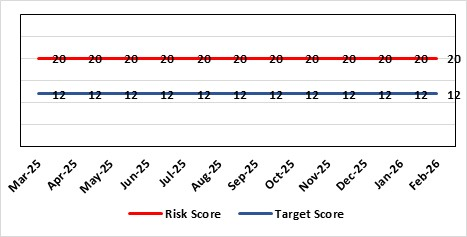 20 20 20 20 20 20 20 20 20 20 20 20
12 12 12 12 12 12 12 12 12 12 12 12
Mar-25 Apr-25 May-25 Jun-25 Jul-25 Aug-25 Sep-25 Oct-25 Nov-25 Dec-25 Jan-26 Feb-26
Risk Score Target Score